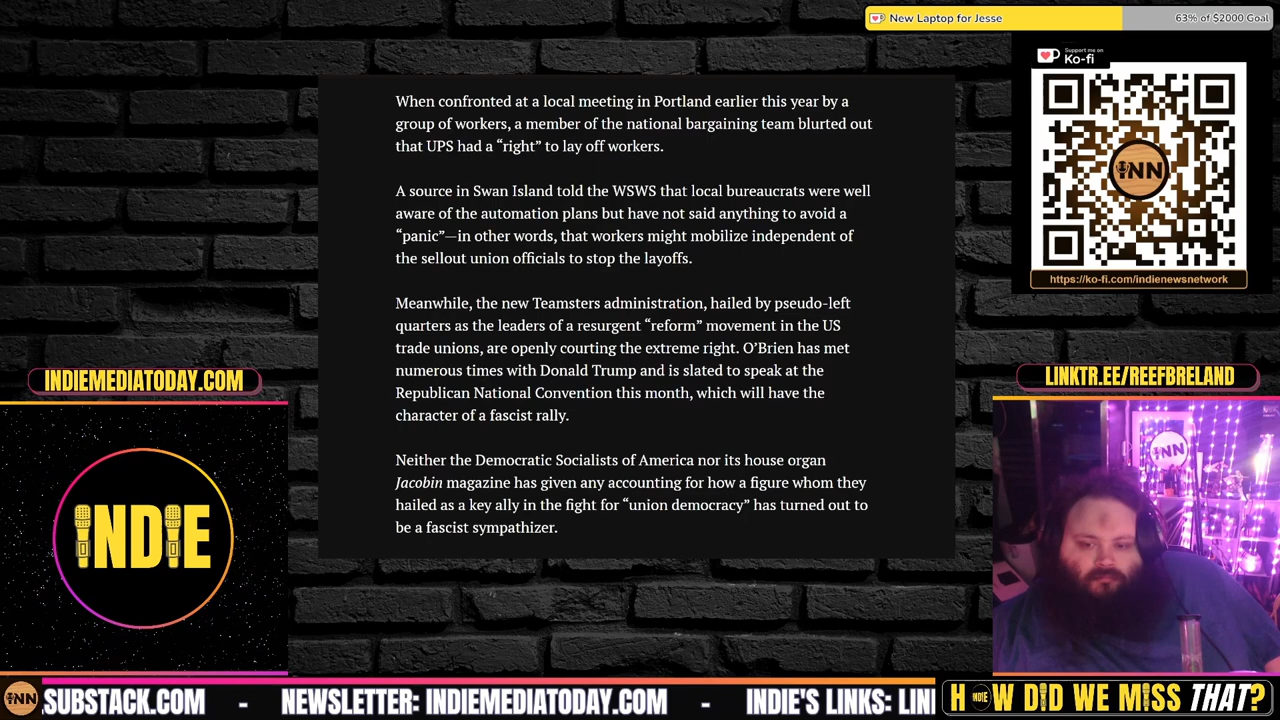 New Laptop for Jesse
63% of $2000 Goal
Support me on
Ko-fi
iNN
https://ko-fi.com/indienewsnetwork
When confronted at a local meeting in Portland earlier this year by a
group of workers, a member of the national bargaining team blurted out
that UPS had a “right” to lay off workers.
A source in Swan Island told the WSWS that local bureaucrats were well
aware of the automation plans but have not said anything to avoid a
“panic”—in other words, that workers might mobilize independent of
the sellout union officials to stop the layoffs.
Meanwhile, the new Teamsters administration, hailed by pseudo-left
quarters as the leaders of a resurgent “reform” movement in the US
trade unions, are openly courting the extreme right. O’Brien has met
numerous times with Donald Trump and is slated to speak at the
Republican National Convention this month, which will have the
character of a fascist rally.
Neither the Democratic Socialists of America nor its house organ
Jacobin magazine has given any accounting for how a figure whom they
hailed as a key ally in the fight for “union democracy” has turned out to
be a fascist sympathizer.
INDIEMEDIATODAY.COM
INDIE
LINKTR.EE/REEFBRELAND
iNN
iNN
.SUBSTACK.COM - NEWSLETTER: INDIEMEDIATODAY.COM - INDIE'S LINKS: LIN
HOW DID WE MISS THAT?